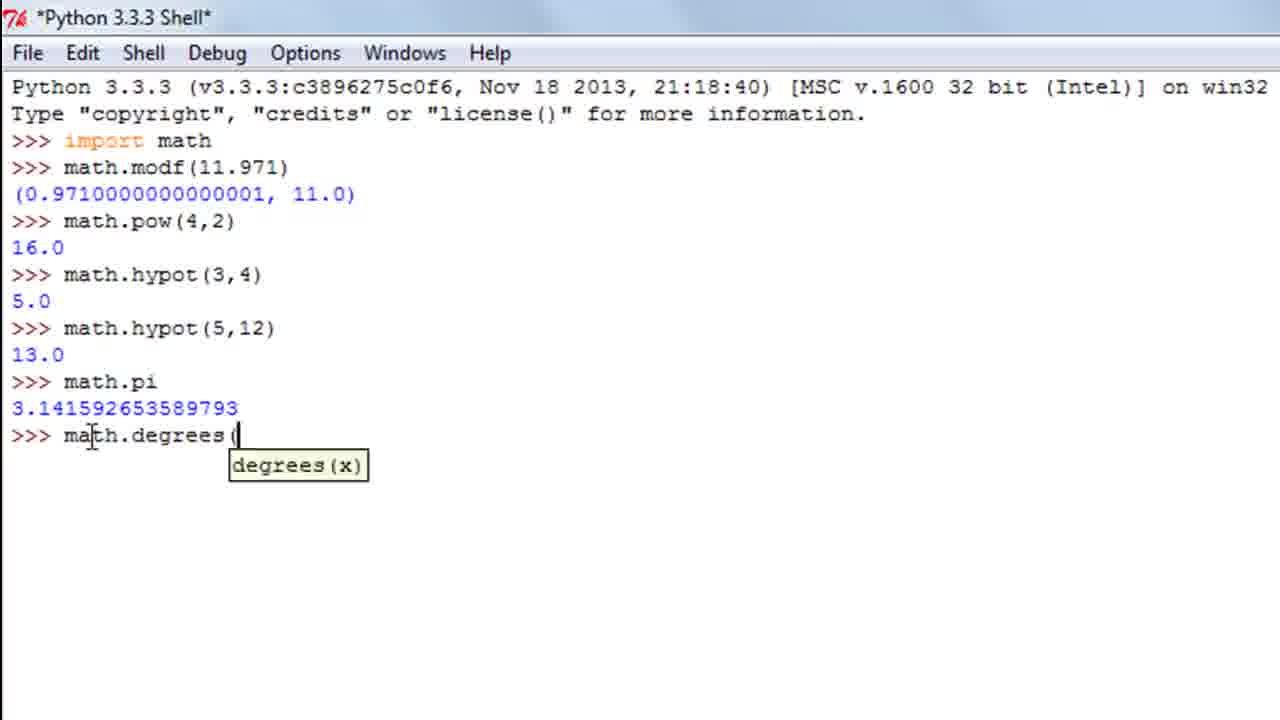 *Python 3.3.3 Shell*
File Edit Shell Debug Options Windows Help
Python 3.3.3 (v3.3.3:c3896275c0f6, Nov 18 2013, 21:18:40) [MSC v.1600 32 bit (Intel)] on win32
Type "copyright", "credits" or "license()" for more information.
>>> import math
>>> math.modf(11.971)
(0.9710000000000001, 11.0)
>>> math.pow(4,2)
16.0
>>> math.hypot(3,4)
5.0
>>> math.hypot(5,12)
13.0
>>> math.pi
3.141592653589793
>>> math.degrees(
degrees(x)